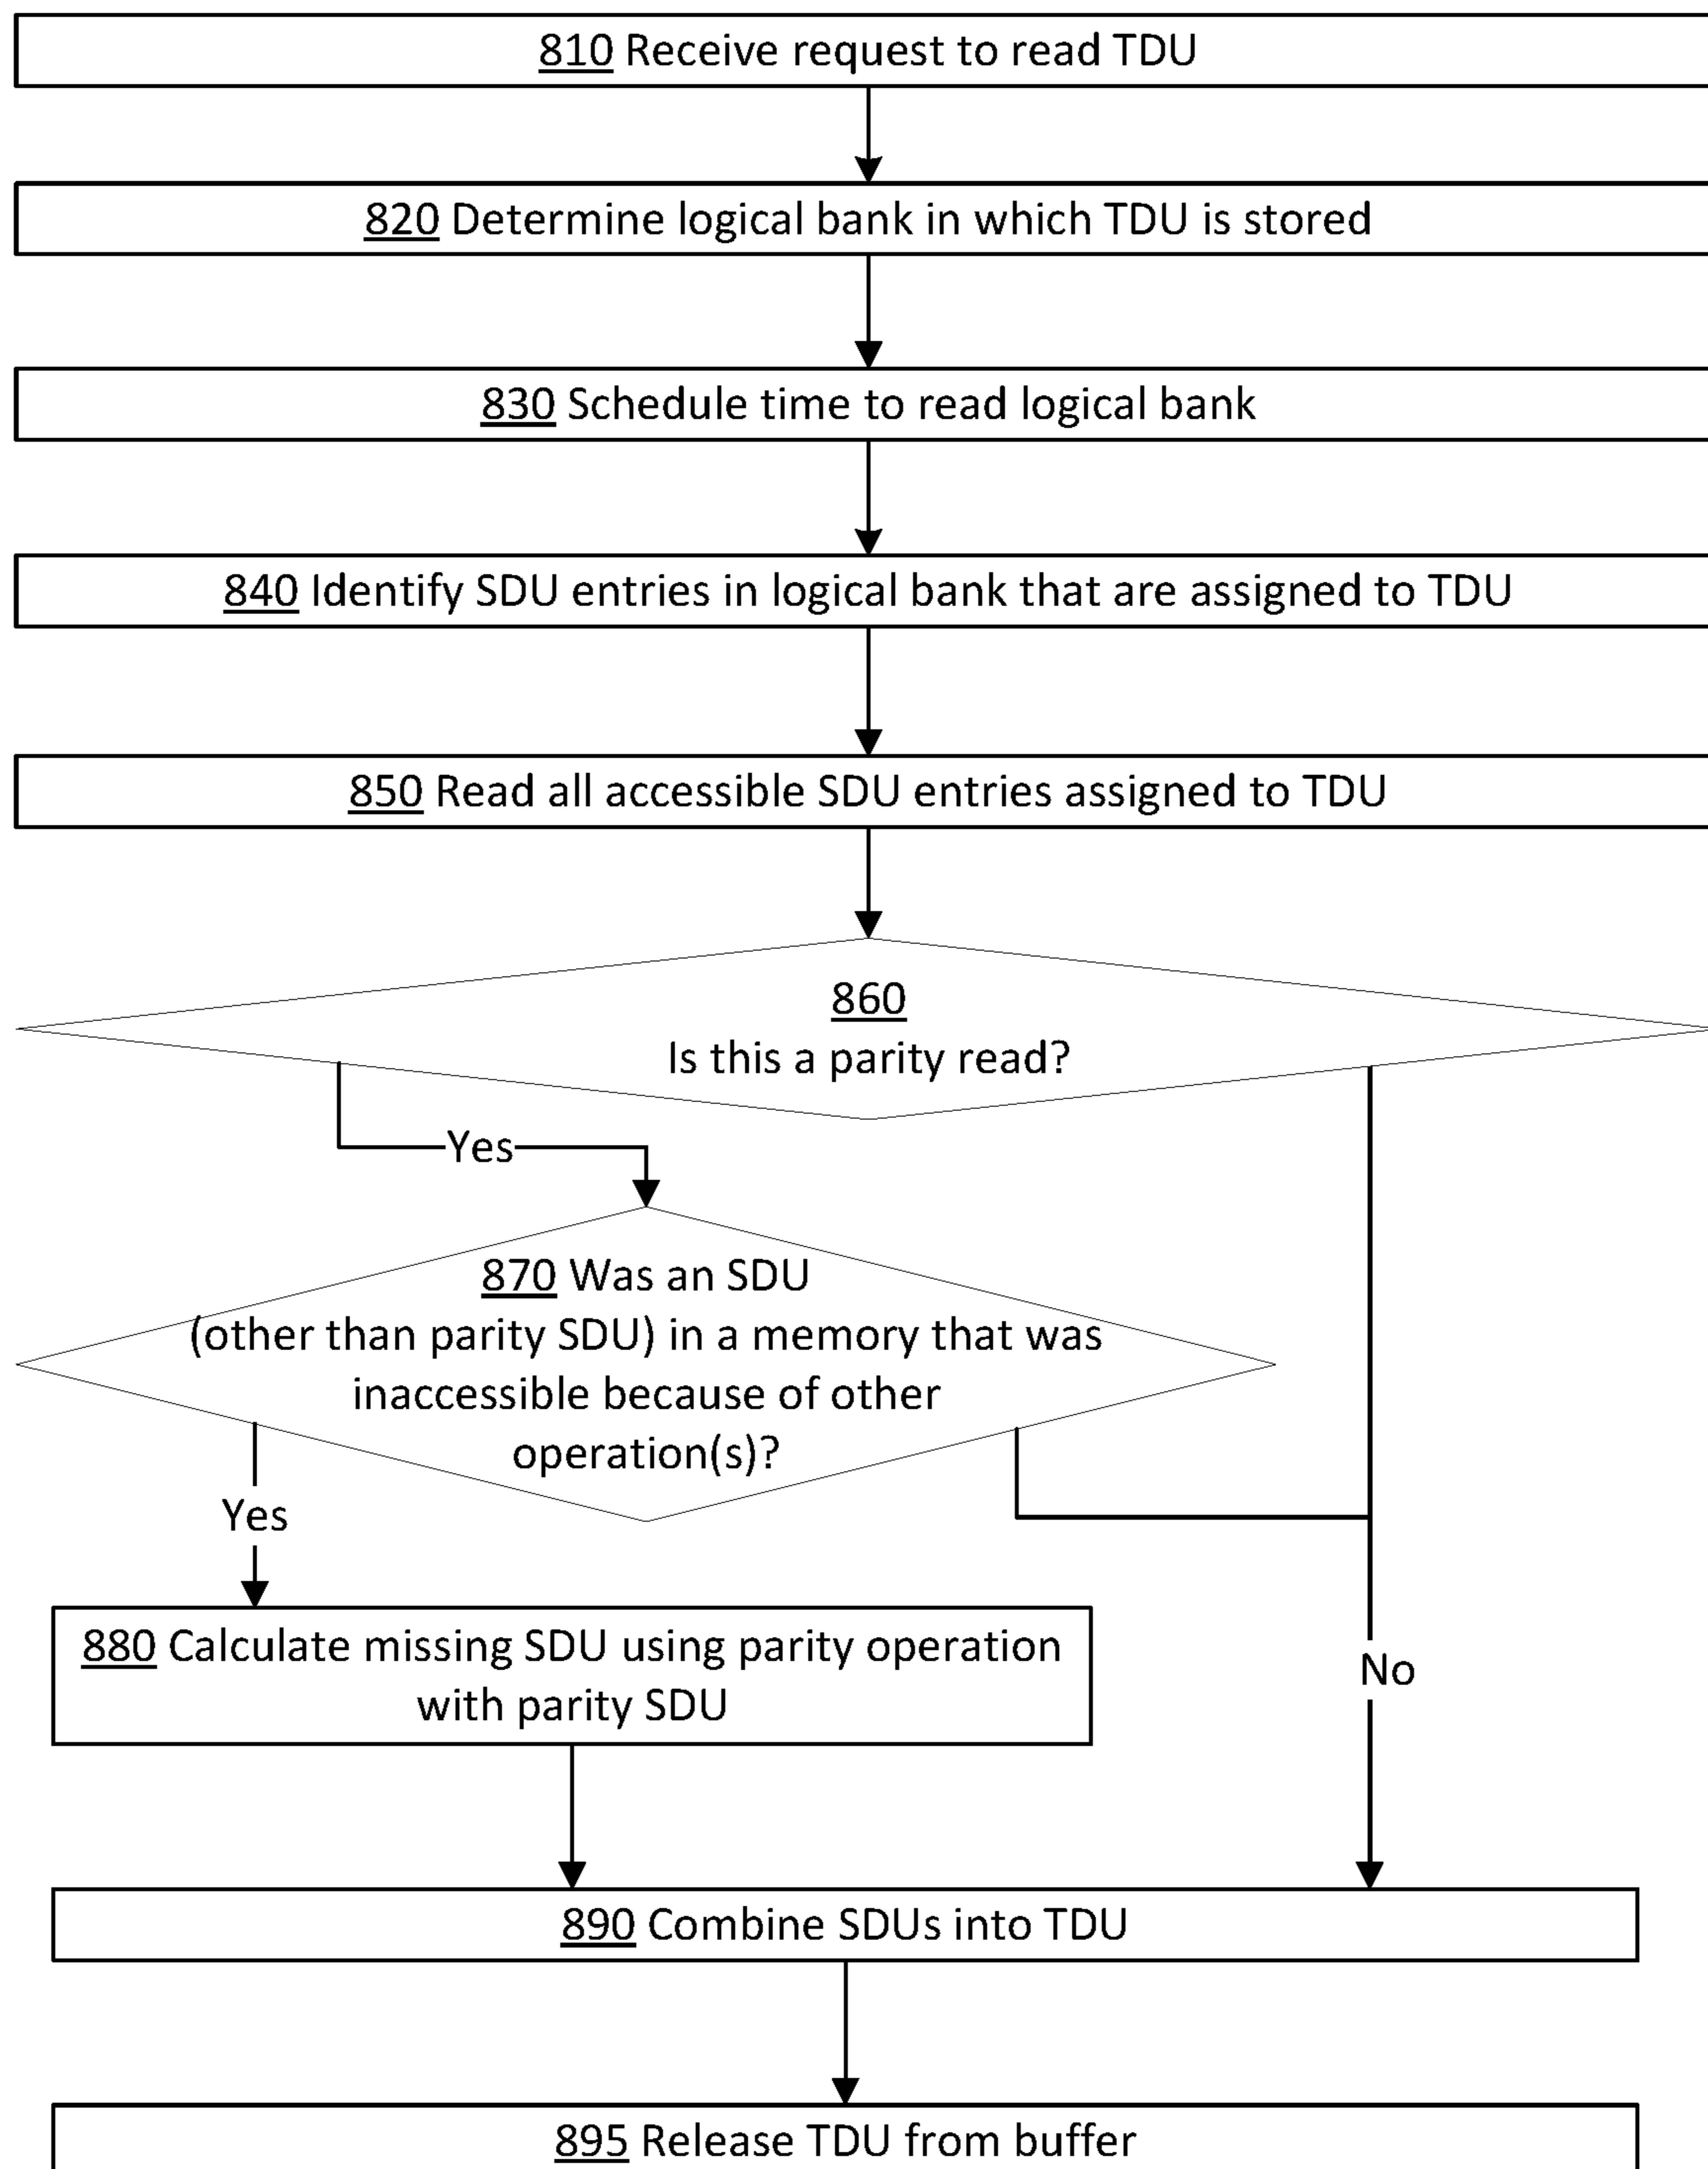 810 Receive request to read TDU
820 Determine logical bank in which TDU is stored
830 Schedule time to read logical bank
840 Identify SDU entries in logical bank that are assigned to TDU
850 Read all accessible SDU entries assigned to TDU
860
Is this a parity read?
Yes
870 Was an SDU
(other than parity SDU) in a memory that was
inaccessible because of other
operation(s)?
Yes
880 Calculate missing SDU using parity operation
with parity SDU
No
890 Combine SDUs into TDU
895 Release TDU from buffer